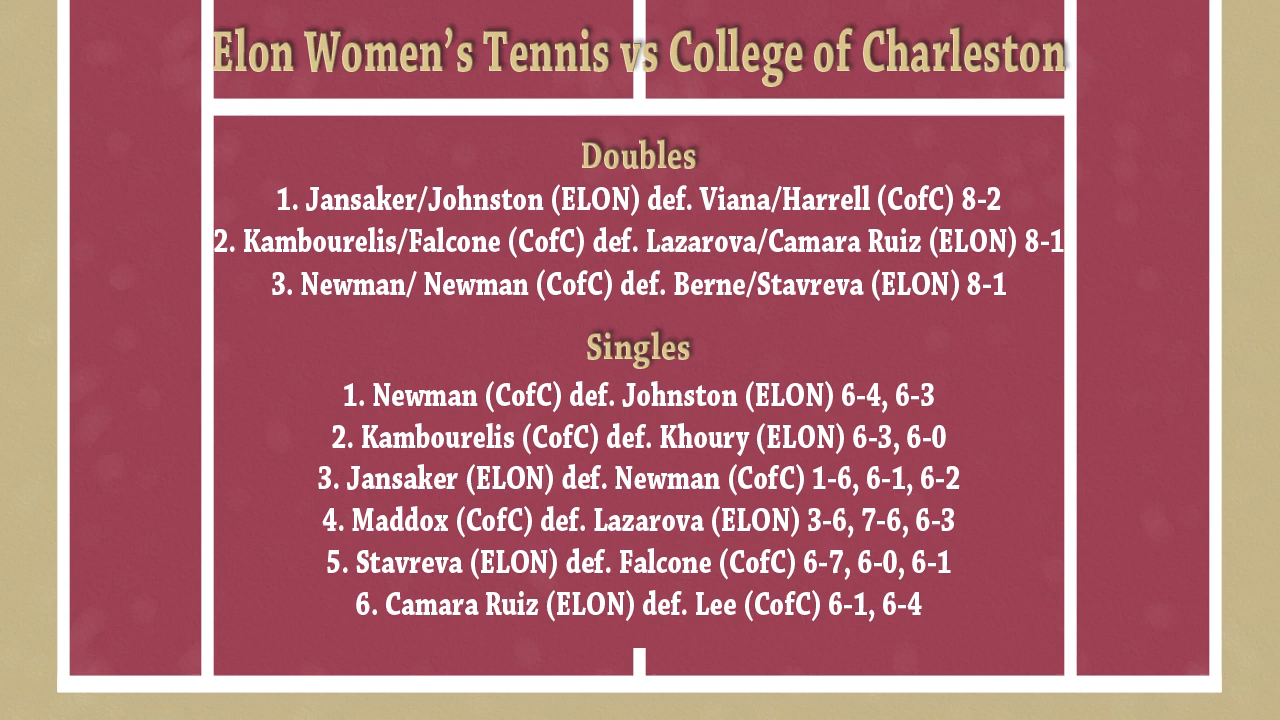 Elon Women’s Tennis vs College of Charleston
Doubles
1. Jansaker/Johnston (ELON) def. Viana/Harrell (CofC) 8-2
2. Kambourelis/Falcone (CofC) def. Lazarova/Camara Ruiz (ELON) 8-1
3. Newman/ Newman (CofC) def. Berne/Stavreva (ELON) 8-1
Singles
1. Newman (CofC) def. Johnston (ELON) 6-4, 6-3
2. Kambourelis (CofC) def. Khoury (ELON) 6-3, 6-0
3. Jansaker (ELON) def. Newman (CofC) 1-6, 6-1, 6-2
4. Maddox (CofC) def. Lazarova (ELON) 3-6, 7-6, 6-3
5. Stavreva (ELON) def. Falcone (CofC) 6-7, 6-0, 6-1
6. Camara Ruiz (ELON) def. Lee (CofC) 6-1, 6-4